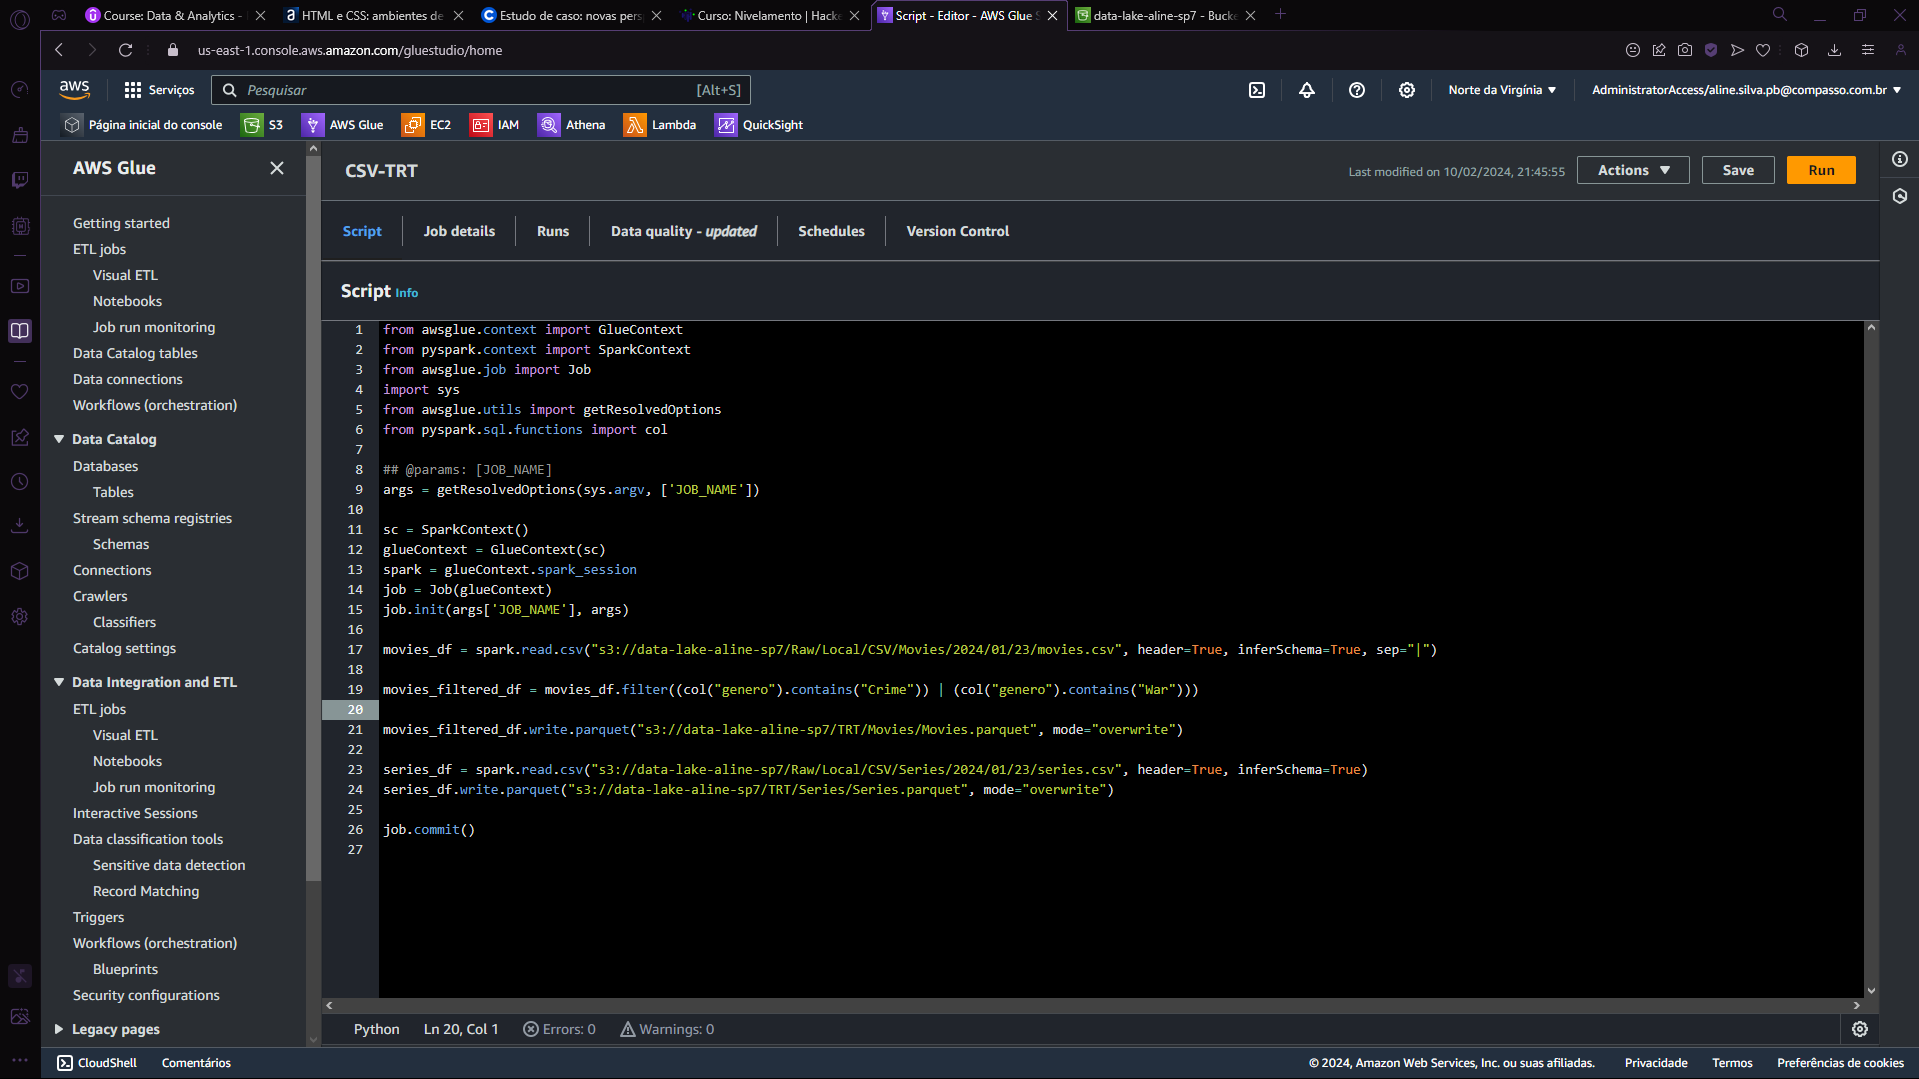 Course: Data & Analytics -
HTML e CSS: ambientes de
Estudo de caso: novas pers
Curso: Nivelamento | Hacke
Script - Editor - AWS Glue S
data-lake-aline-sp7 - Bucke
us-east-1.console.aws.amazon.com/gluestudio/home
aws
Serviços
Pesquisar
[Alt+S]
Norte da Virgínia
AdministratorAccess/aline.silva.pb@compasso.com.br
Página inicial do console
S3
AWS Glue
EC2
IAM
Athena
Lambda
QuickSight
AWS Glue
Getting started
ETL jobs
Visual ETL
Notebooks
Job run monitoring
Data Catalog tables
Data connections
Workflows (orchestration)
Data Catalog
Databases
Tables
Stream schema registries
Schemas
Connections
Crawlers
Classifiers
Catalog settings
Data Integration and ETL
ETL jobs
Visual ETL
Notebooks
Job run monitoring
Interactive Sessions
Data classification tools
Sensitive data detection
Record Matching
Triggers
Workflows (orchestration)
Blueprints
Security configurations
Legacy pages
CSV-TRT
Last modified on 10/02/2024, 21:45:55
Actions
Save
Run
Script
Job details
Runs
Data quality - updated
Schedules
Version Control
Script Info
1 from awsglue.context import GlueContext
2 from pyspark.context import SparkContext
3 from awsglue.job import Job
4 import sys
5 from awsglue.utils import getResolvedOptions
6 from pyspark.sql.functions import col
7
8 ## @params: [JOB_NAME]
9 args = getResolvedOptions(sys.argv, ['JOB_NAME'])
10
11 sc = SparkContext()
12 glueContext = GlueContext(sc)
13 spark = glueContext.spark_session
14 job = Job(glueContext)
15 job.init(args['JOB_NAME'], args)
16
17 movies_df = spark.read.csv("s3://data-lake-aline-sp7/Raw/Local/CSV/Movies/2024/01/23/movies.csv", header=True, inferSchema=True, sep="|")
18
19 movies_filtered_df = movies_df.filter((col("genero").contains("Crime")) | (col("genero").contains("War")))
20
21 movies_filtered_df.write.parquet("s3://data-lake-aline-sp7/TRT/Movies/Movies.parquet", mode="overwrite")
22
23 series_df = spark.read.csv("s3://data-lake-aline-sp7/Raw/Local/CSV/Series/2024/01/23/series.csv", header=True, inferSchema=True)
24 series_df.write.parquet("s3://data-lake-aline-sp7/TRT/Series/Series.parquet", mode="overwrite")
25
26 job.commit()
27
Python
Ln 20, Col 1
Errors: 0
Warnings: 0
CloudShell
Comentários
© 2024, Amazon Web Services, Inc. ou suas afiliadas.
Privacidade
Termos
Preferências de cookies